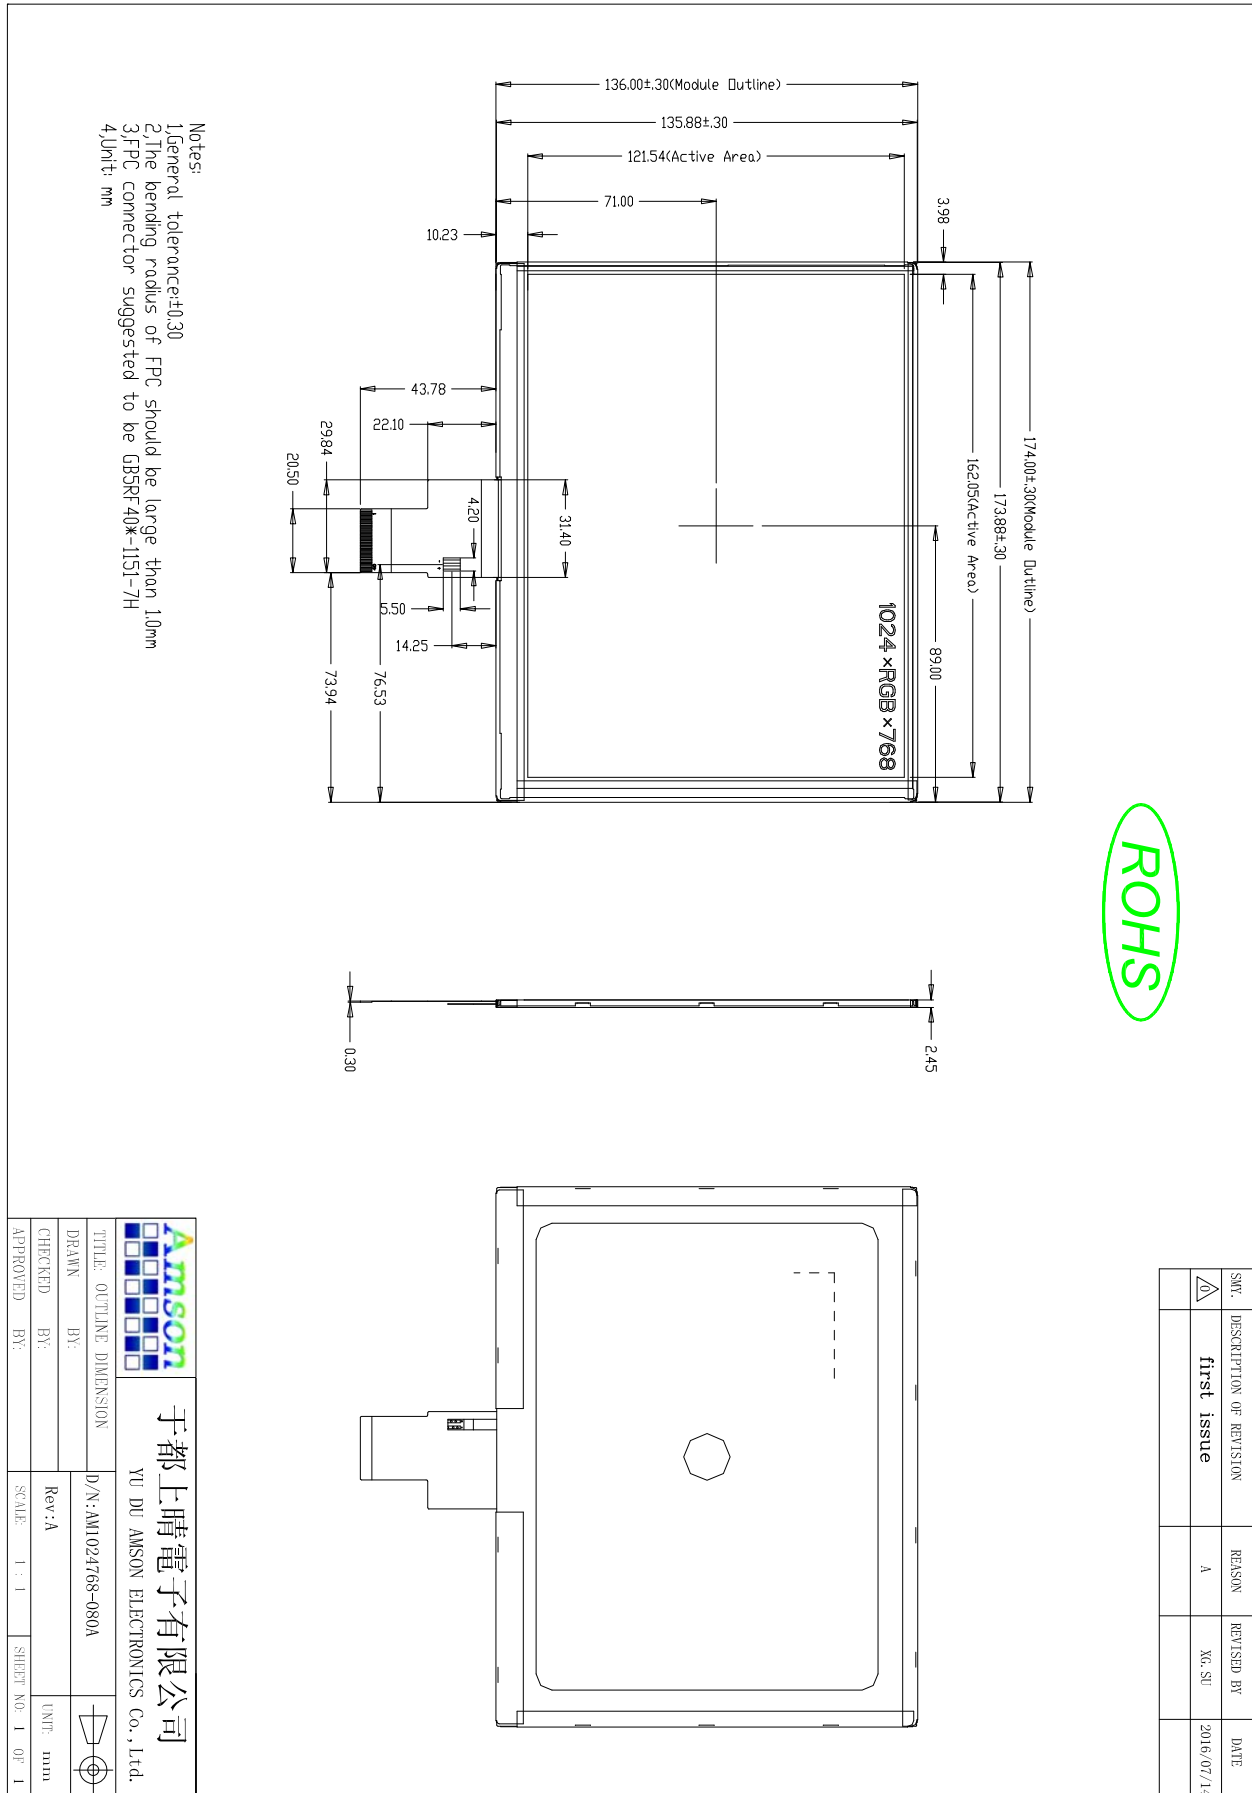 SMY.
DESCRIPTION OF REVISION
REASON
REVISED BY
DATE
0
first issue
A
XG.SU
2016/07/14
ROHS
174.00±.30(Module Outline)
173.88±.30
162.05(Active Area)
3.98
89.00
136.00±.30(Module Outline)
135.88±.30
121.54(Active Area)
71.00
10.23
1024×RGB×768
43.78
22.10
29.84
20.50
31.40
4.20
5.50
14.25
76.53
73.94
2.45
0.30
Notes:
1,General tolerance:±0.30
2,The bending radius of FPC should be large than 1.0mm
3,FPC connector suggested to be GB5RF40*-1151-7H
4,Unit: mm
Amson
于都上晴電子有限公司
YU DU AMSON ELECTRONICS Co., Ltd.
TITLE: OUTLINE DIMENSION
D/N:AM1024768-080A
DRAWN BY:
CHECKED BY:
Rev:A
UNIT: mm
APPROVED BY:
SCALE: 1 : 1
SHEET NO: 1 OF 1